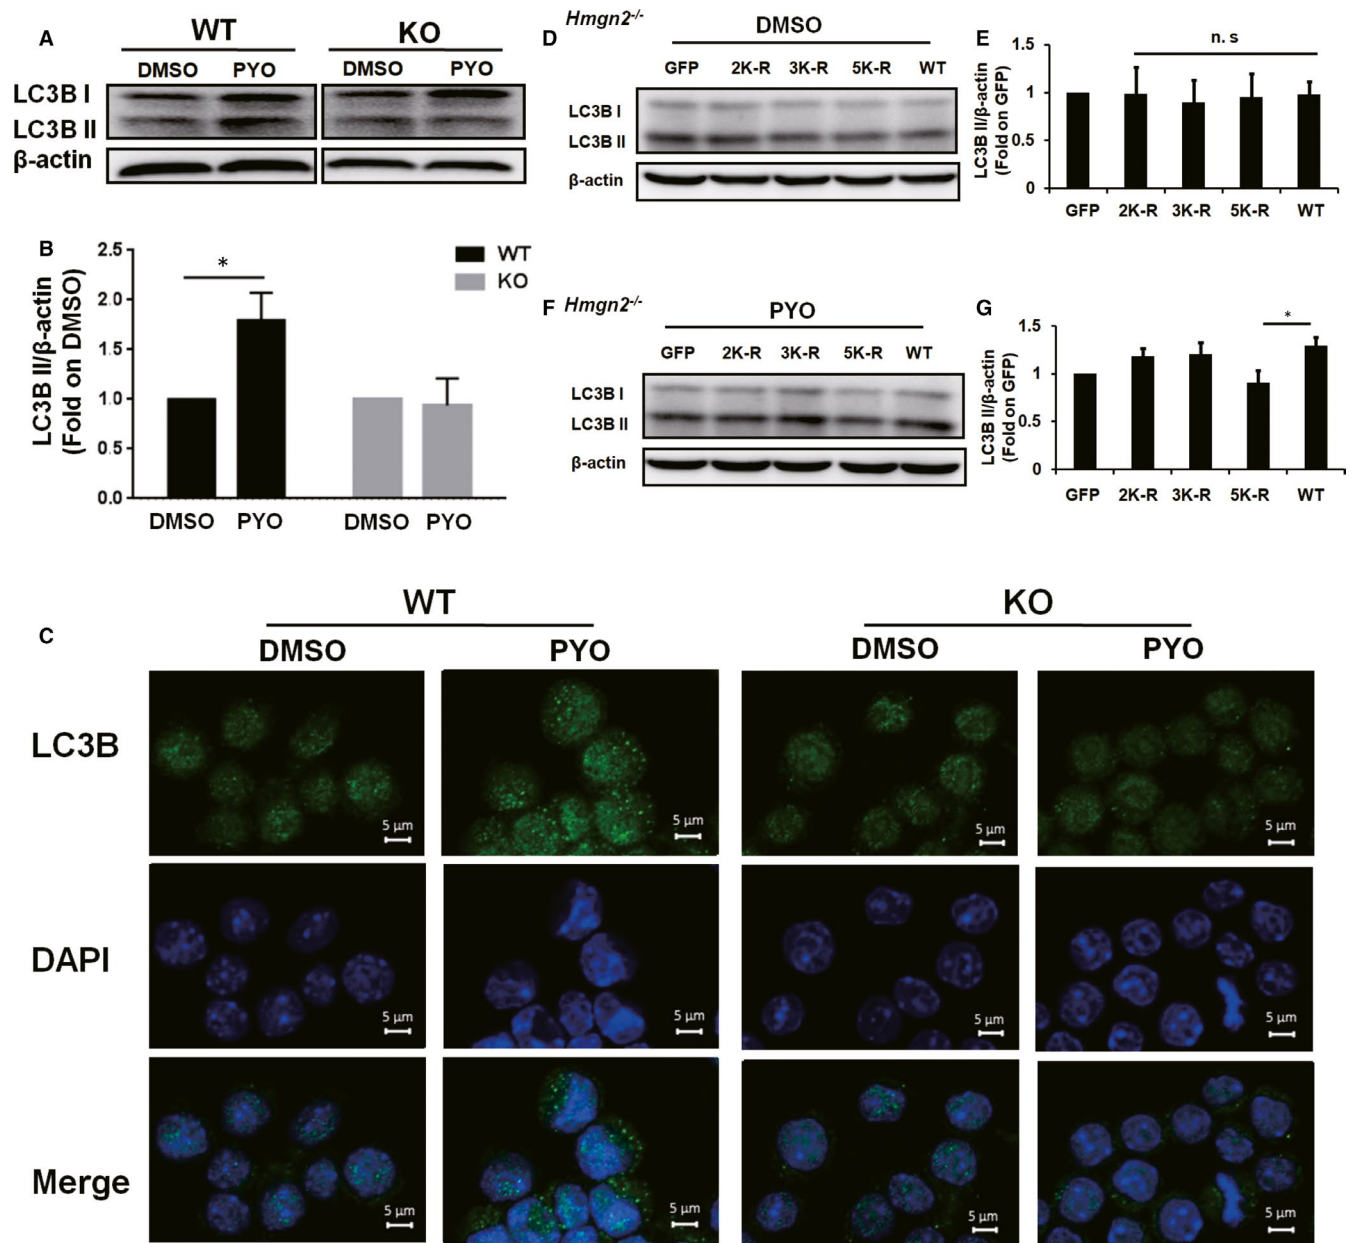 A
WT
KO
DMSO
PYO
DMSO
PYO
LC3B I
LC3B II
β-actin
B
LC3B II/β-actin
(Fold on DMSO)
2.5
2.0
1.5
1.0
0.5
0.0
*
WT
KO
DMSO
PYO
DMSO
PYO
D
Hmgn2-/-
DMSO
GFP
2K-R
3K-R
5K-R
WT
LC3B I
LC3B II
β-actin
E
LC3B II/β-actin
(Fold on GFP)
1.5
1
0.5
0
n. s
GFP
2K-R
3K-R
5K-R
WT
F
Hmgn2-/-
PYO
GFP
2K-R
3K-R
5K-R
WT
LC3B I
LC3B II
β-actin
G
LC3B II/β-actin
(Fold on GFP)
1.5
1
0.5
0
*
GFP
2K-R
3K-R
5K-R
WT
C
WT
KO
DMSO
PYO
DMSO
PYO
LC3B
5 µm
5 µm
5 µm
5 µm
DAPI
5 µm
5 µm
5 µm
5 µm
Merge
5 µm
5 µm
5 µm
5 µm